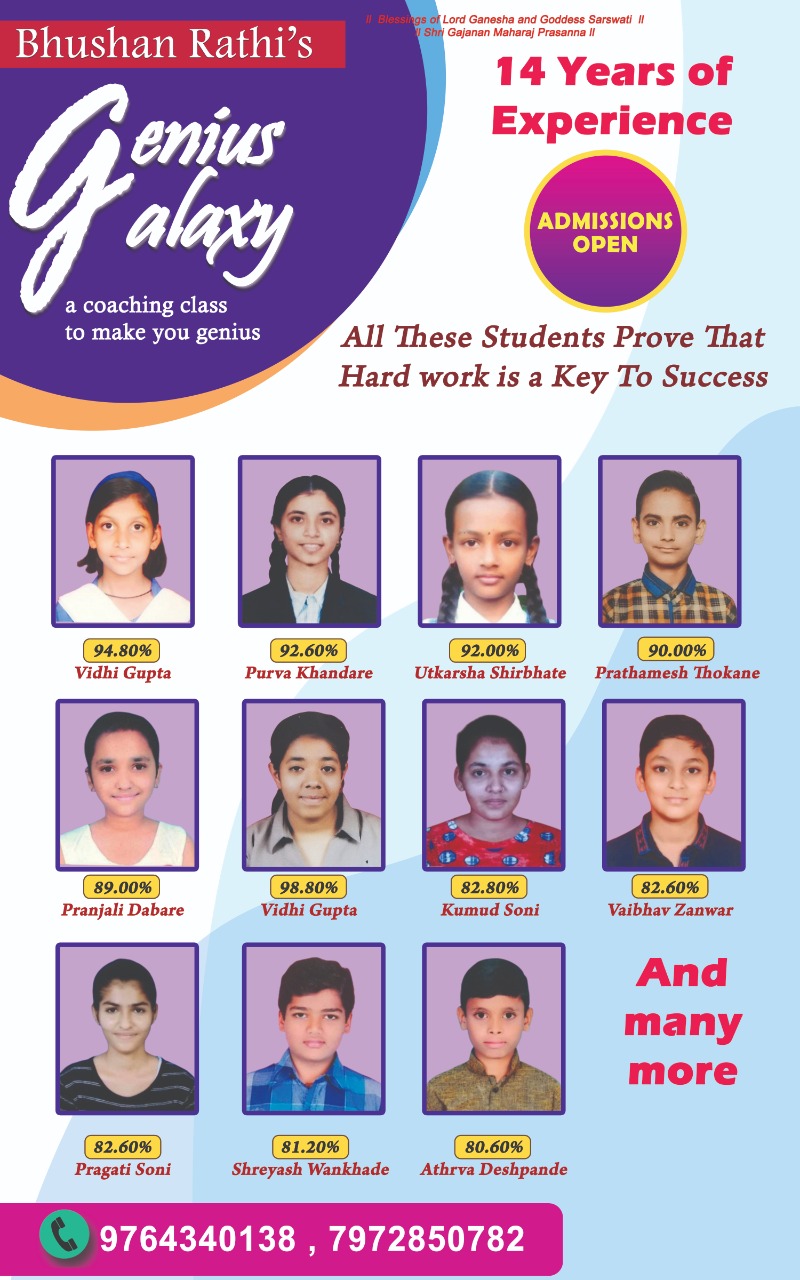 Bhushan Rathi's
Genius
Galaxy
a coaching class
to make you genius
II Blessings of Lord Ganesha and Goddess Sarswati II
II Shri Gajanan Maharaj Prasanna II
14 Years of
Experience
ADMISSIONS
OPEN
All These Students Prove That
Hard work is a Key To Success
94.80% 92.60% 92.00% 90.00%
Vidhi Gupta Purva Khandare Utkarsha Shirbhate Prathamesh Thokane
89.00% 98.80% 82.80% 82.60%
Pranjali Dabare Vidhi Gupta Kumud Soni Vaibhav Zanwar
And
many
more
82.60% 81.20% 80.60%
Pragati Soni Shreyash Wankhade Athrva Deshpande
9764340138 , 7972850782